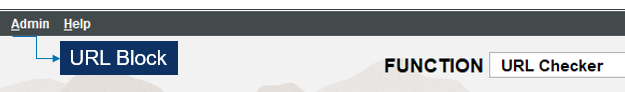 Admin Help
URL Block
FUNCTION URL Checker